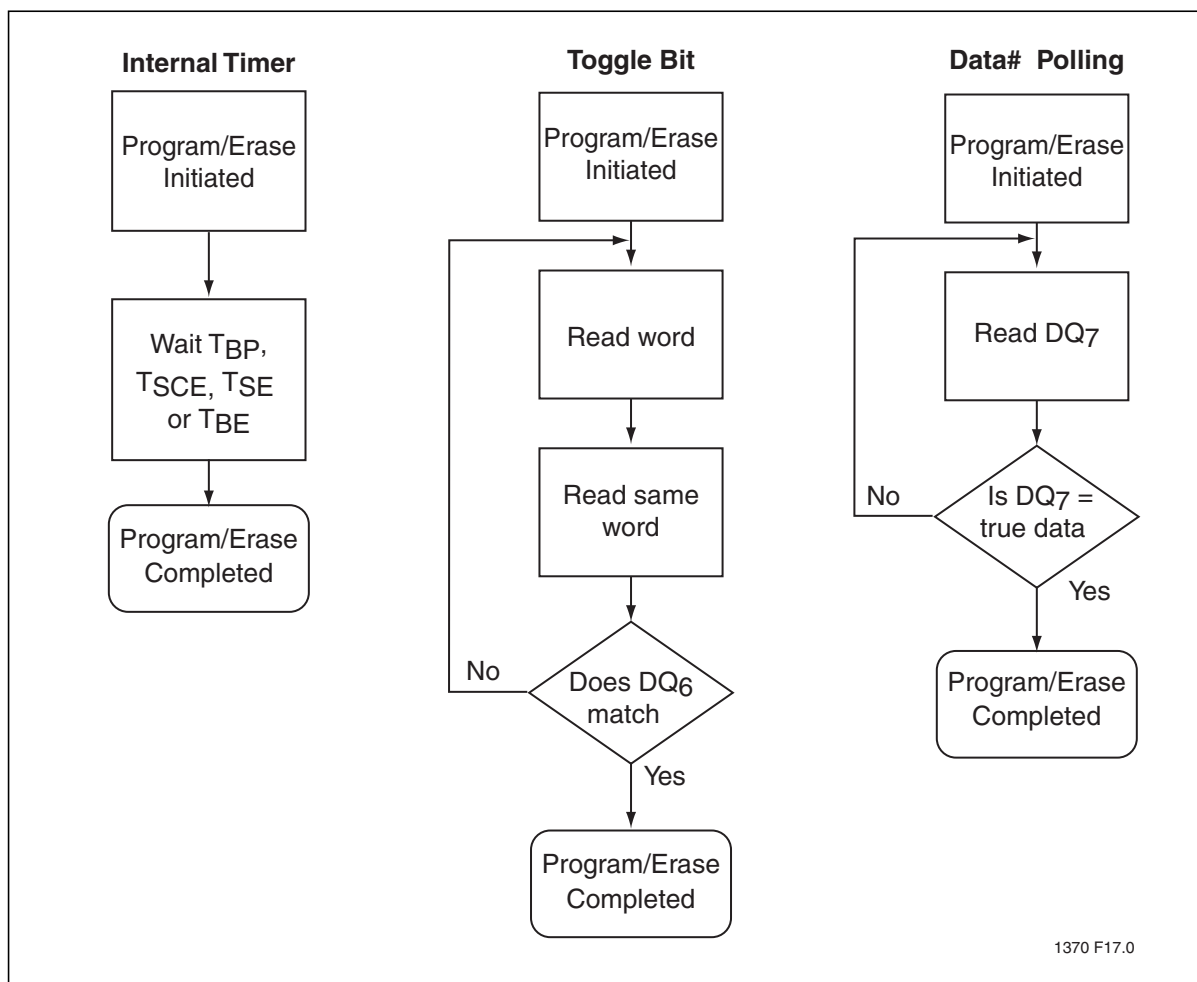 Internal Timer
Program/Erase
Initiated
Wait TBP,
TSCE, TSE
or TBE
Program/Erase
Completed
Toggle Bit
Program/Erase
Initiated
Read word
Read same
word
Does DQ6
match
No
Yes
Program/Erase
Completed
Data# Polling
Program/Erase
Initiated
Read DQ7
Is DQ7 =
true data
No
Yes
Program/Erase
Completed
1370 F17.0